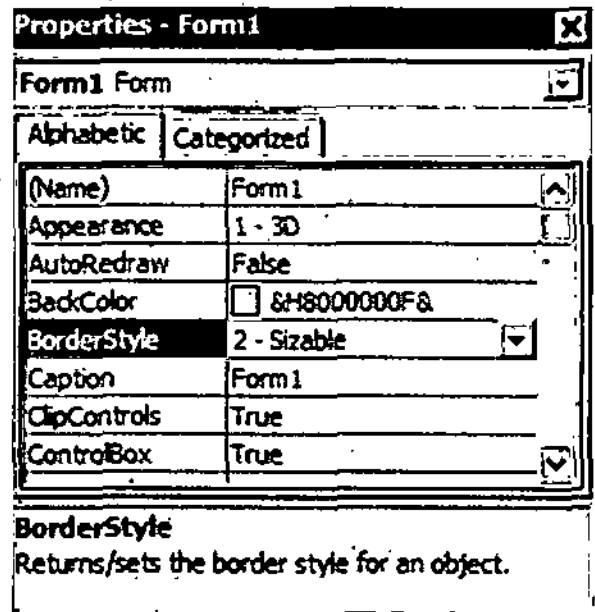 Properties - Form1
Form1 Form
Alphabetic Categorized
(Name) Form1
Appearance 1 - 3D
AutoRedraw False
BackColor &H8000000F&
BorderStyle 2 - Sizable
Caption Form1
ClipControls True
ControlBox True
BorderStyle
Returns/sets the border style for an object.